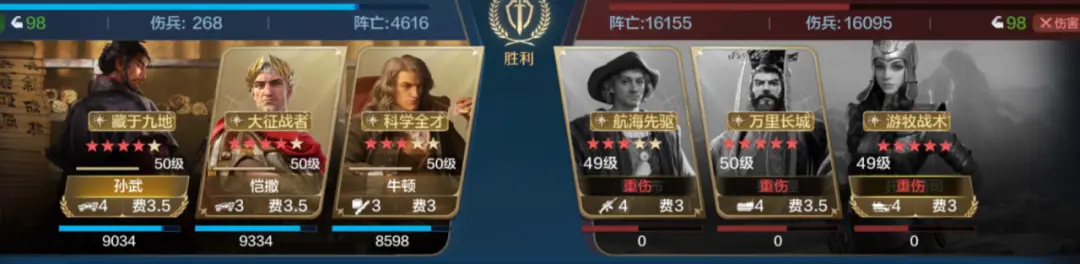 98 伤兵: 268 阵亡:4616
胜利
阵亡:16155 伤兵:16095 98 伤害
藏于九地
50级
孙武
4 费3.5
9034
大征战者
50级
恺撒
3 费3.5
9334
科学全才
50级
牛顿
3 费3
8598
航海先驱
49级
重伤
4 费3
0
万里长城
50级
重伤
4 费3.5
0
游牧战术
49级
重伤
4 费3
0